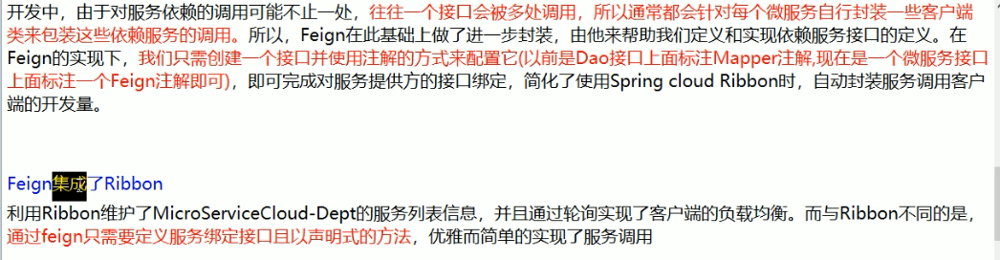 开发中，由于对服务依赖的调用可能不止一处，往往一个接口会被多处调用，所以通常都会针对每个微服务自行封装一些客户端
类来包装这些依赖服务的调用。所以，Feign在此基础上做了进一步封装，由他来帮助我们定义和实现依赖服务接口的定义。在
Feign的实现下，我们只需创建一个接口并使用注解的方式来配置它(以前是Dao接口上面标注Mapper注解,现在是一个微服务接口
上面标注一个Feign注解即可)，即可完成对服务提供方的接口绑定，简化了使用Spring cloud Ribbon时，自动封装服务调用客户
端的开发量。
Feign集成了Ribbon
利用Ribbon维护了MicroServiceCloud-Dept的服务列表信息，并且通过轮询实现了客户端的负载均衡。而与Ribbon不同的是，
通过feign只需要定义服务绑定接口且以声明式的方法，优雅而简单的实现了服务调用